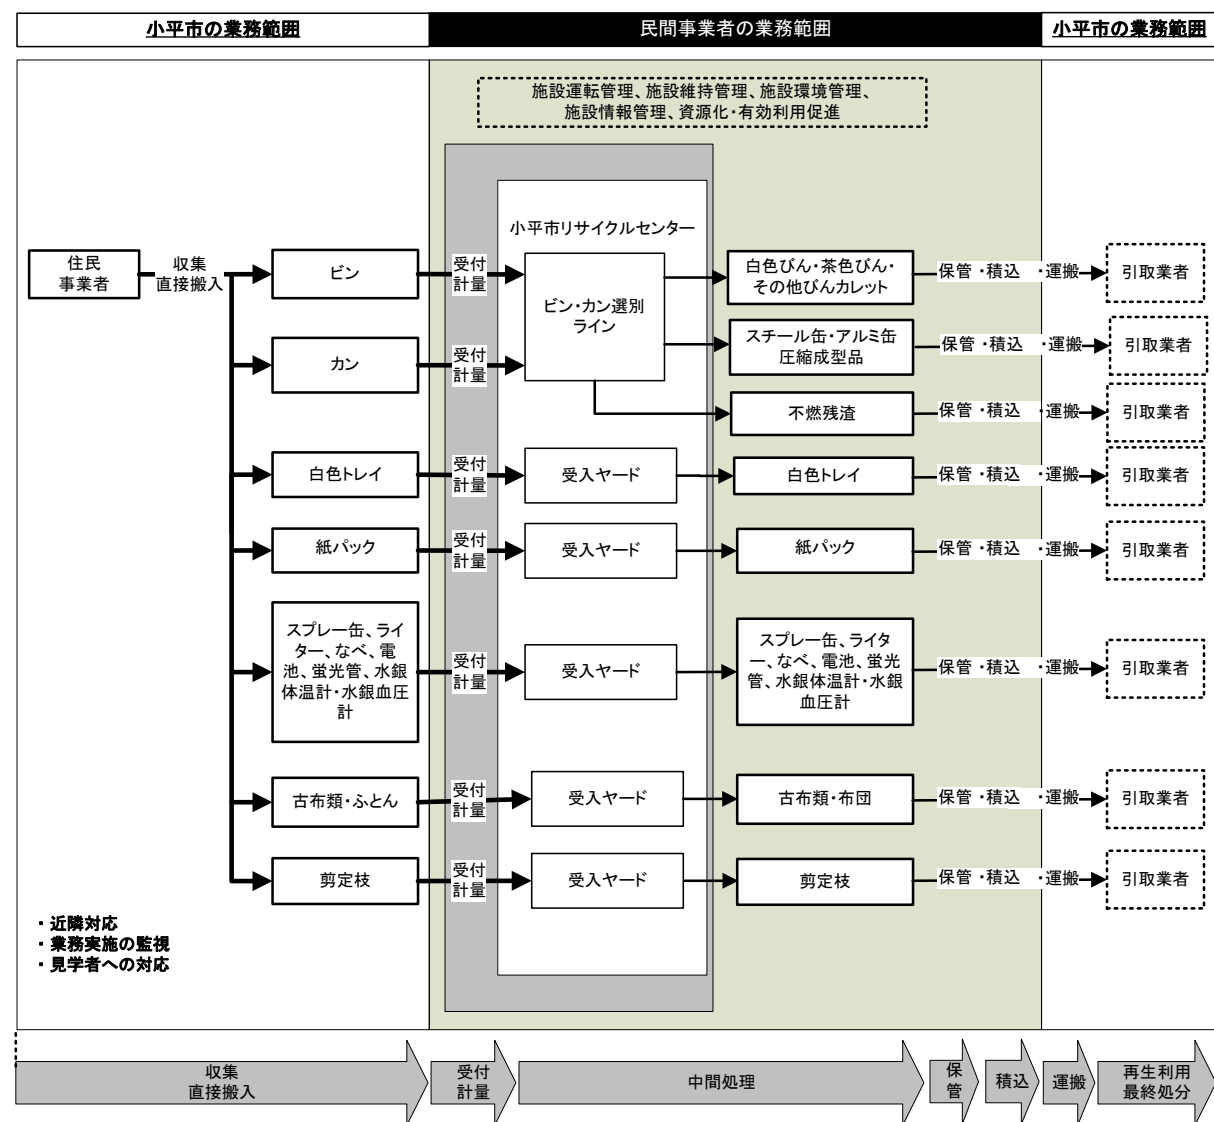 小平市の業務範囲
民間事業者の業務範囲
小平市の業務範囲
施設運転管理、施設維持管理、施設環境管理、
施設情報管理、資源化・有効利用促進
小平市リサイクルセンター
住民
事業者
収集
直接搬入
ビン
受付
計量
ビン・カン選別
ライン
白色びん・茶色びん・
その他びんカレット
保管・積込
・運搬
引取業者
カン
受付
計量
スチール缶・アルミ缶
圧縮成型品
保管・積込
・運搬
引取業者
不燃残渣
保管・積込
・運搬
引取業者
白色トレイ
受付
計量
受入ヤード
白色トレイ
保管・積込
・運搬
引取業者
紙パック
受付
計量
受入ヤード
紙パック
保管・積込
・運搬
引取業者
スプレー缶、ライ
ター、なべ、電
池、蛍光管、水銀
体温計・水銀血圧
計
受付
計量
受入ヤード
スプレー缶、ライタ
ー、なべ、電池、蛍光
管、水銀体温計・水銀
血圧計
保管・積込
・運搬
引取業者
古布類・ふとん
受付
計量
受入ヤード
古布類・布団
保管・積込
・運搬
引取業者
剪定枝
受付
計量
受入ヤード
剪定枝
保管・積込
・運搬
引取業者
・近隣対応
・業務実施の監視
・見学者への対応
収集
直接搬入
受付
計量
中間処理
保
管
積込
運搬
再生利用
最終処分